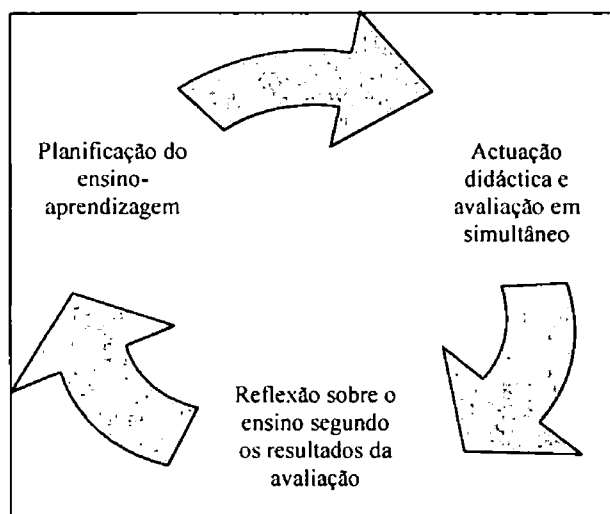 Planificação do
ensino-
aprendizagem
Actuação
didáctica e
avaliação em
simultâneo
Reflexão sobre o
ensino segundo
os resultados da
avaliação